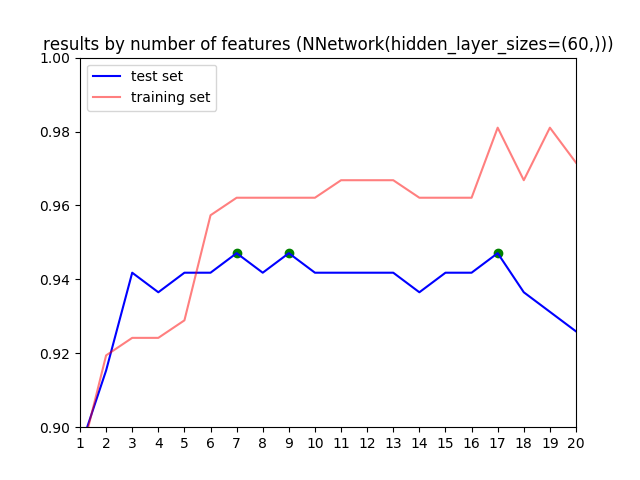 results by number of features (NNetwork(hidden_layer_sizes=(60,)))
1.00
0.98
0.96
0.94
0.92
0.90
test set
training set
1 2 3 4 5 6 7 8 9 10 11 12 13 14 15 16 17 18 19 20